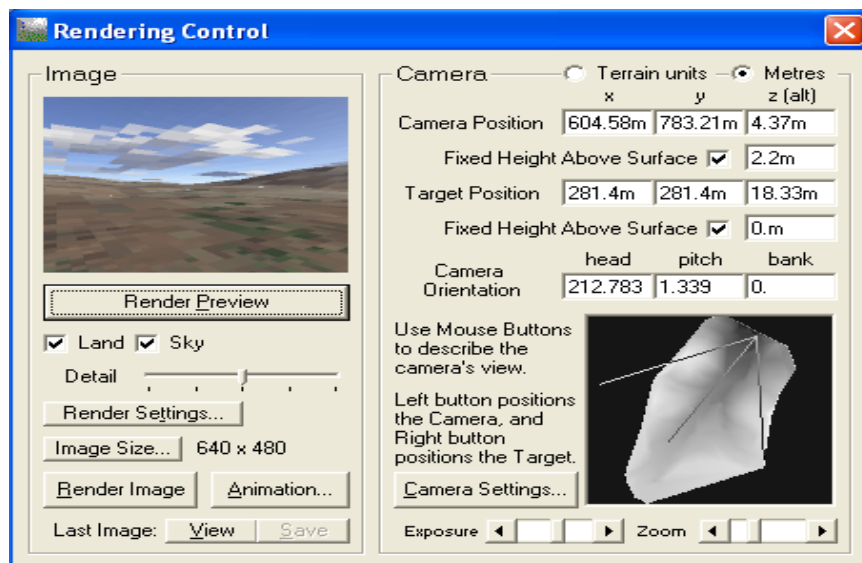 Rendering Control
Image
Render Preview
Land Sky
Detail
Render Settings...
Image Size... 640 x 480
Render Image Animation...
Last Image: View Save
Camera Terrain units Metres
x y z (alt)
Camera Position 604.58m 783.21m 4.37m
Fixed Height Above Surface 2.2m
Target Position 281.4m 281.4m 18.33m
Fixed Height Above Surface 0.m
head pitch bank
Camera
Orientation 212.783 1.339 0.
Use Mouse Buttons
to describe the
camera's view.
Left button positions
the Camera, and
Right button
positions the Target.
Camera Settings...
Exposure Zoom